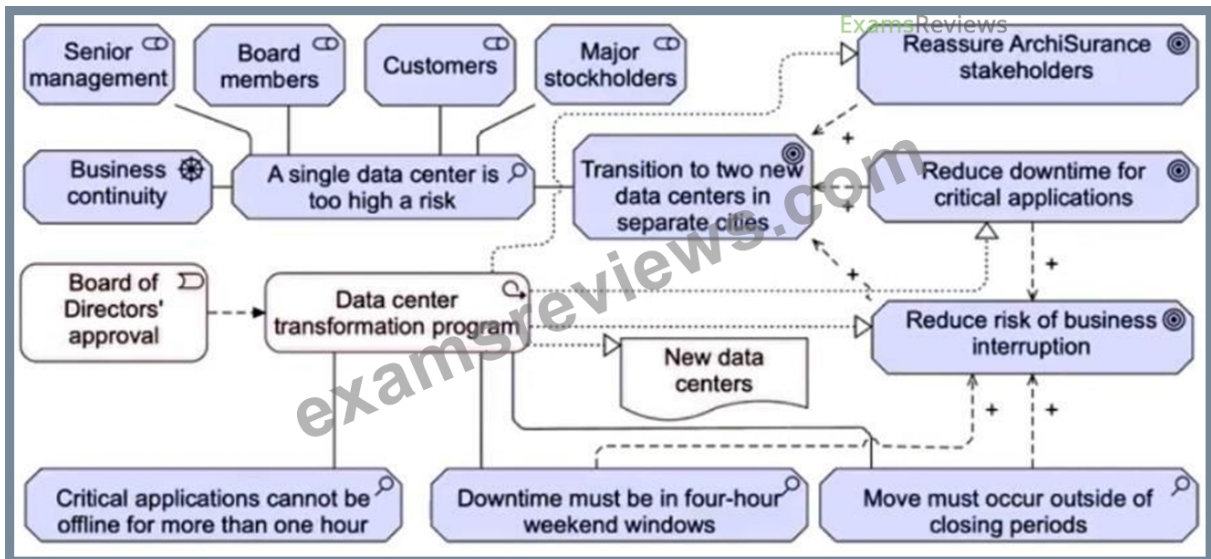 ExamsReviews
Senior
management
Board
members
Customers
Major
stockholders
Reassure ArchiSurance
stakeholders
+
Business
continuity
A single data center is
too high a risk
Transition to two new
data centers in
separate cities
+
Reduce downtime for
critical applications
+
+
Board of
Directors'
approval
Data center
transformation program
Reduce risk of business
interruption
New data
centers
+
+
Critical applications cannot be
offline for more than one hour
Downtime must be in four-hour
weekend windows
Move must occur outside of
closing periods
examsreviews.com